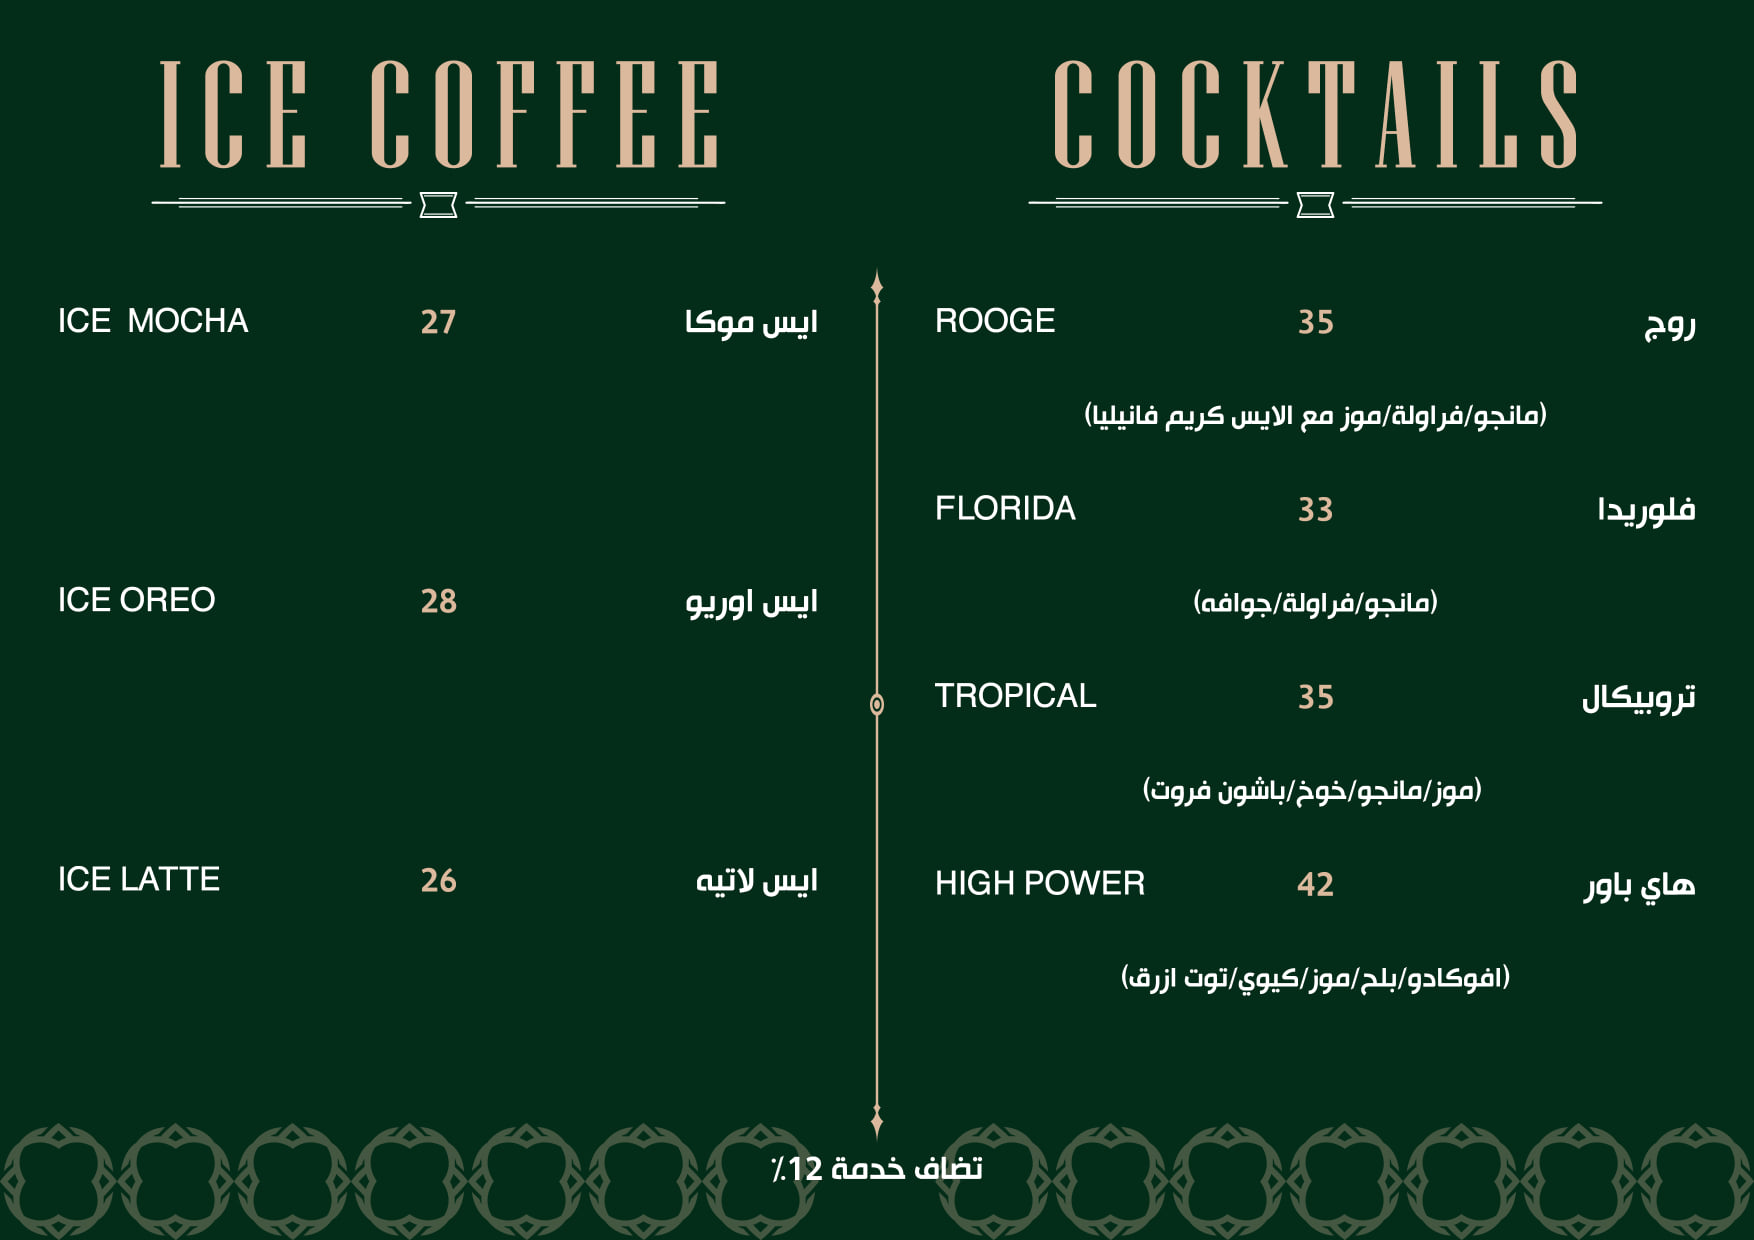 ICE COFFEE
ICE MOCHA 27 ايس موكا
ICE OREO 28 ايس اوريو
ICE LATTE 26 ايس لاتيه
COCKTAILS
ROOGE 35 روج
(مانجو/فراولة/موز مع الايس كريم فانيليا)
FLORIDA 33 فلوريدا
(مانجو/فراولة/جوافه)
TROPICAL 35 تروبيكال
(موز/مانجو/خوخ/باشون فروت)
HIGH POWER 42 هاي باور
(افوكادو/بلح/موز/كيوي/توت ازرق)
تضاف خدمة 12٪